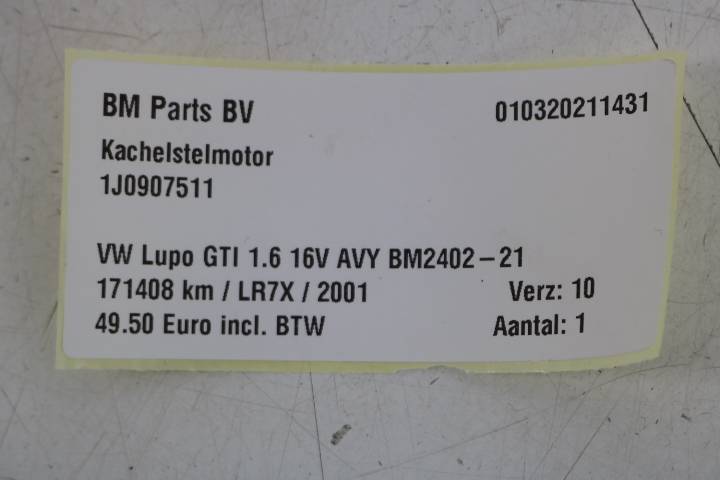 BM Parts BV 010320211431
Kachelstelmotor
1J0907511
VW Lupo GTI 1.6 16V AVY BM2402-21
171408 km / LR7X / 2001 Verz: 10
49.50 Euro incl. BTW Aantal: 1